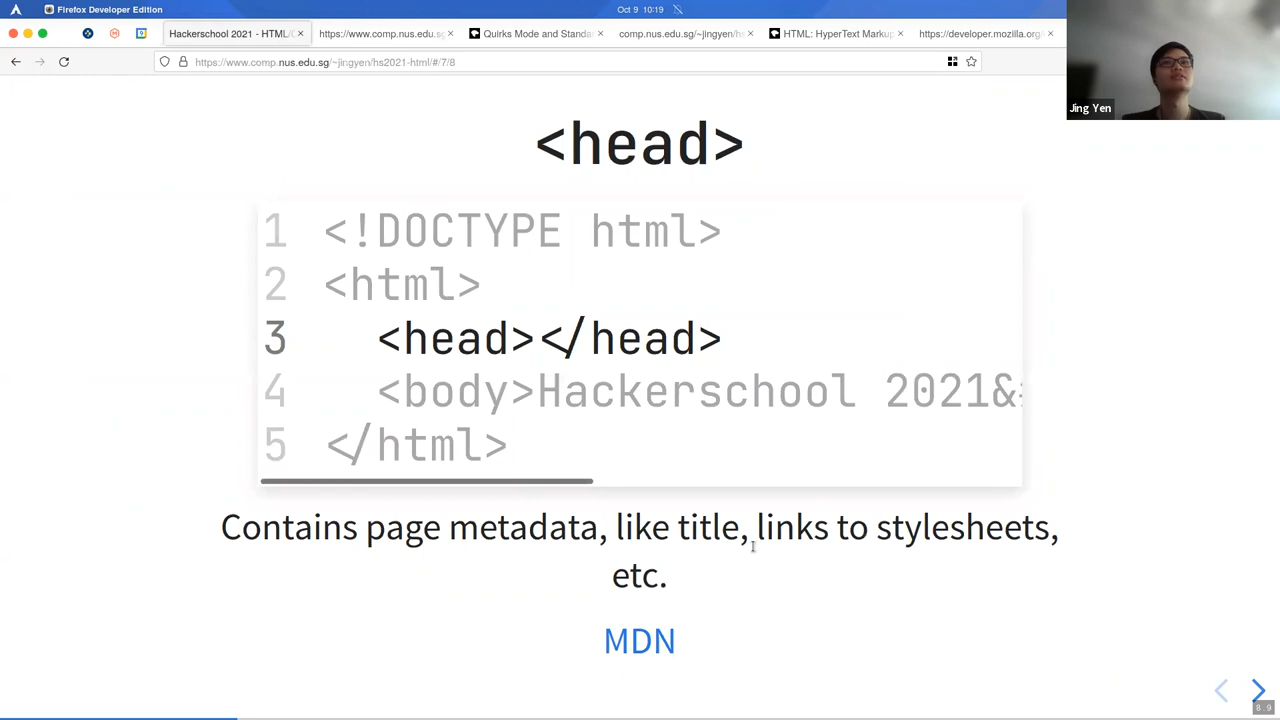 Firefox Developer Edition
Oct 9 10:19
Hackerschool 2021 - HTML/
https://www.comp.nus.edu.sg
Quirks Mode and Standa
comp.nus.edu.sg/~jingyen/hs
HTML: HyperText Markup
https://developer.mozilla.org
https://www.comp.nus.edu.sg/~jingyen/hs2021-html/#/7/8
Jing Yen
<head>
1 <!DOCTYPE html>
2 <html>
3 <head></head>
4 <body>Hackerschool 2021&
5 </html>
Contains page metadata, like title, links to stylesheets,
etc.
MDN
8.9